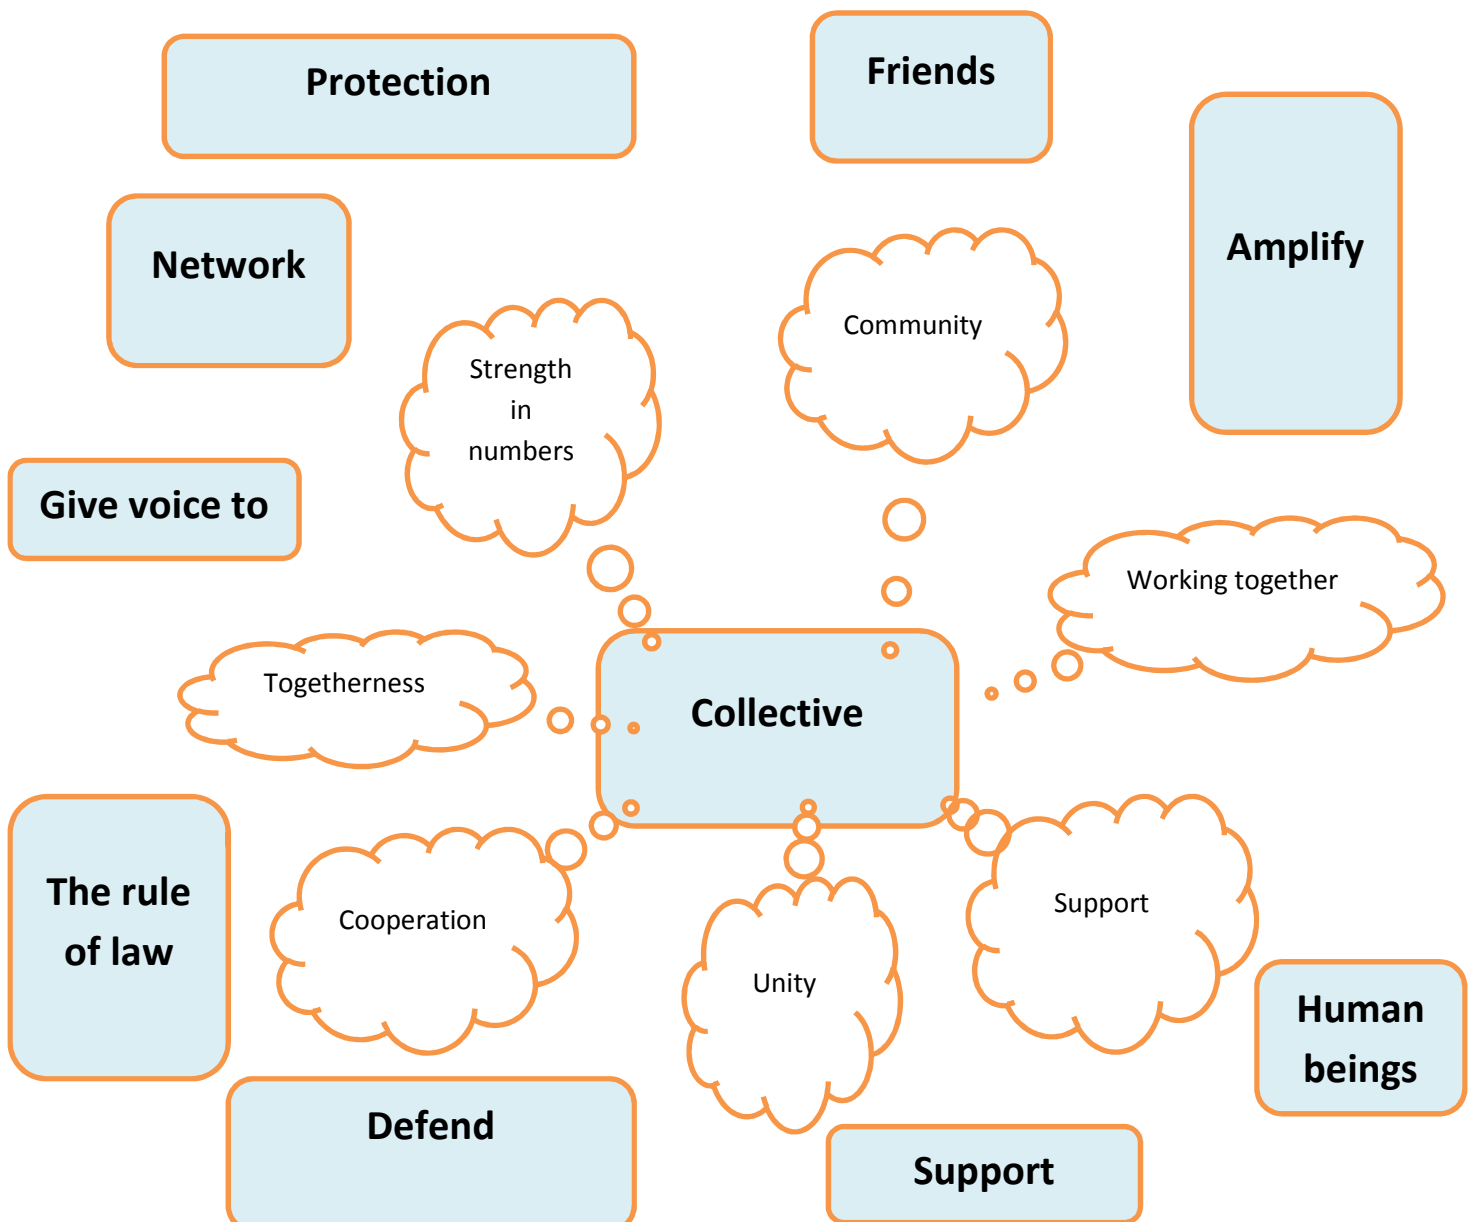 Protection
Friends
Amplify
Network
Community
Strength
in
numbers
Give voice to
Working together
Togetherness
Collective
The rule
of law
Cooperation
Support
Unity
Human
beings
Defend
Support